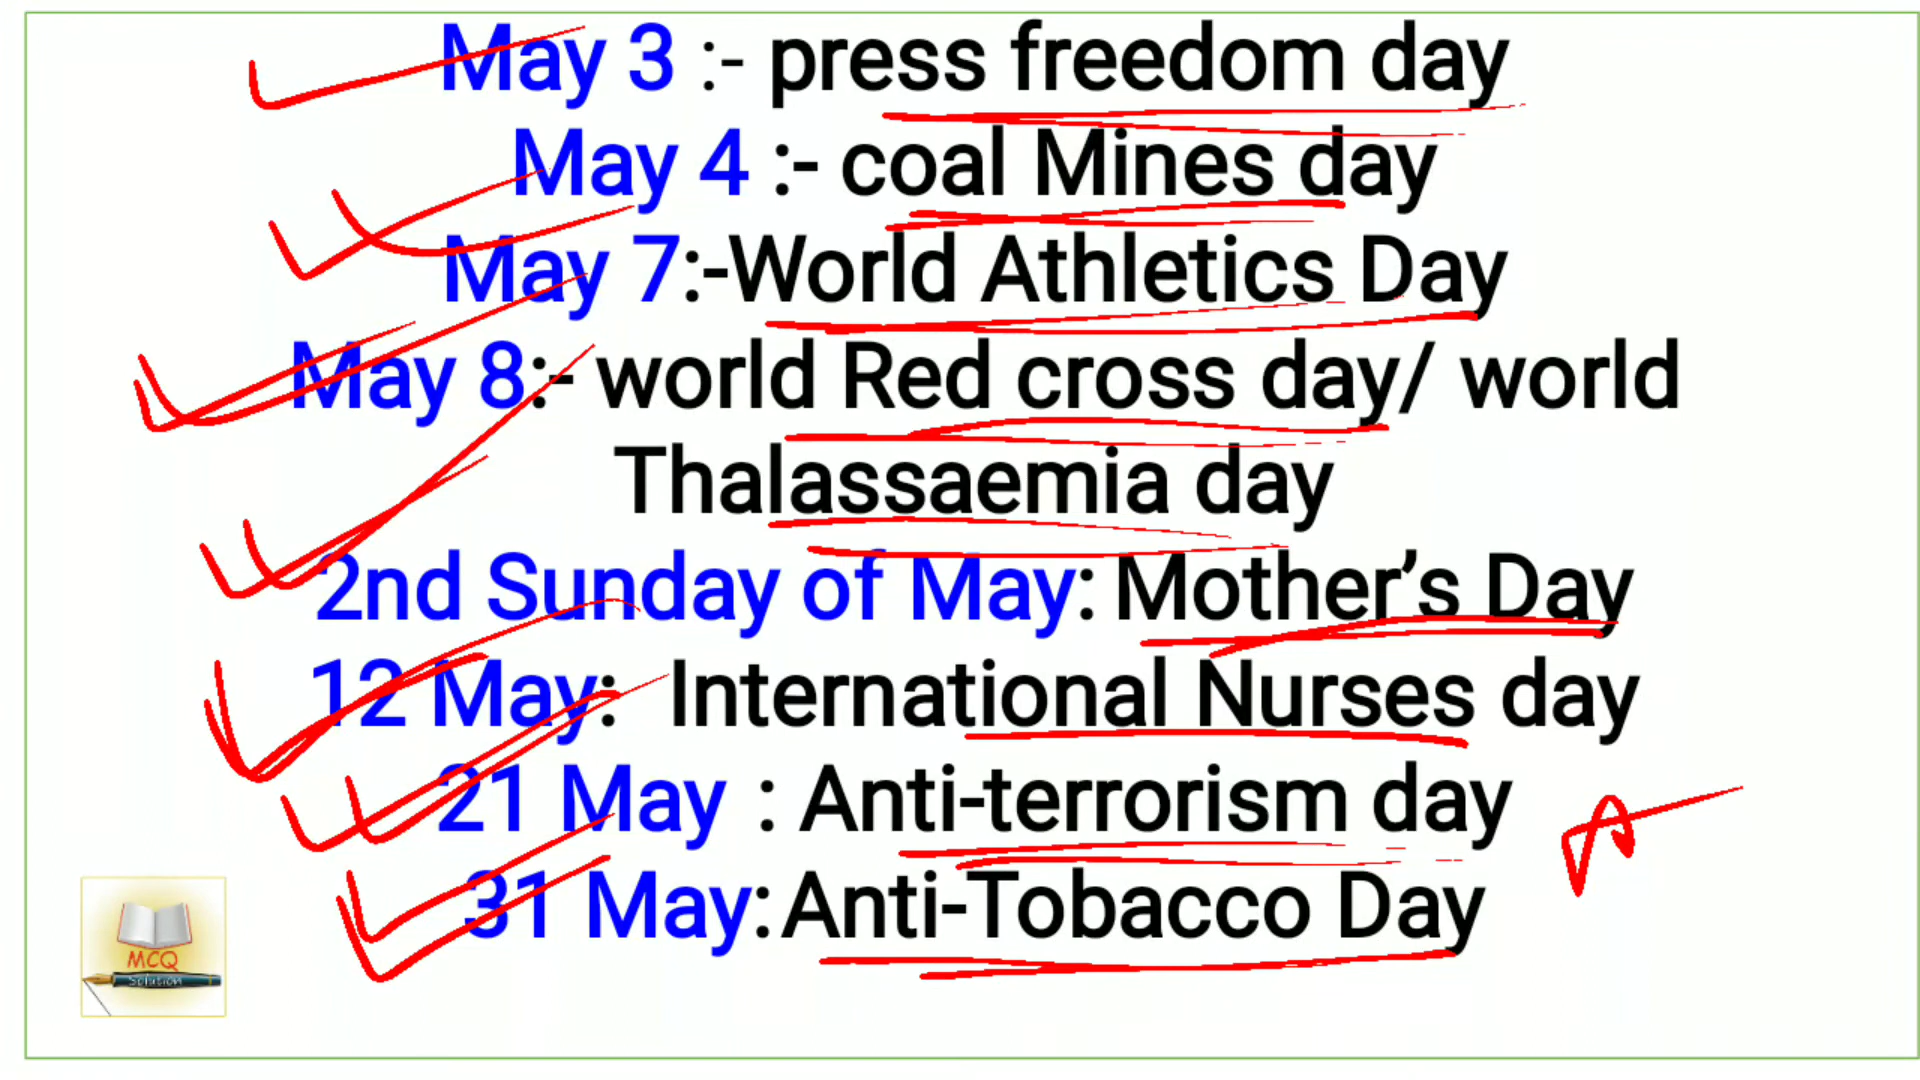 May 3 :- press freedom day
May 4 :- coal Mines day
May 7:-World Athletics Day
May 8:- world Red cross day/ world
Thalassaemia day
2nd Sunday of May: Mother’s Day
12 May: International Nurses day
21 May : Anti-terrorism day
31 May:Anti-Tobacco Day
MCQ
Solution